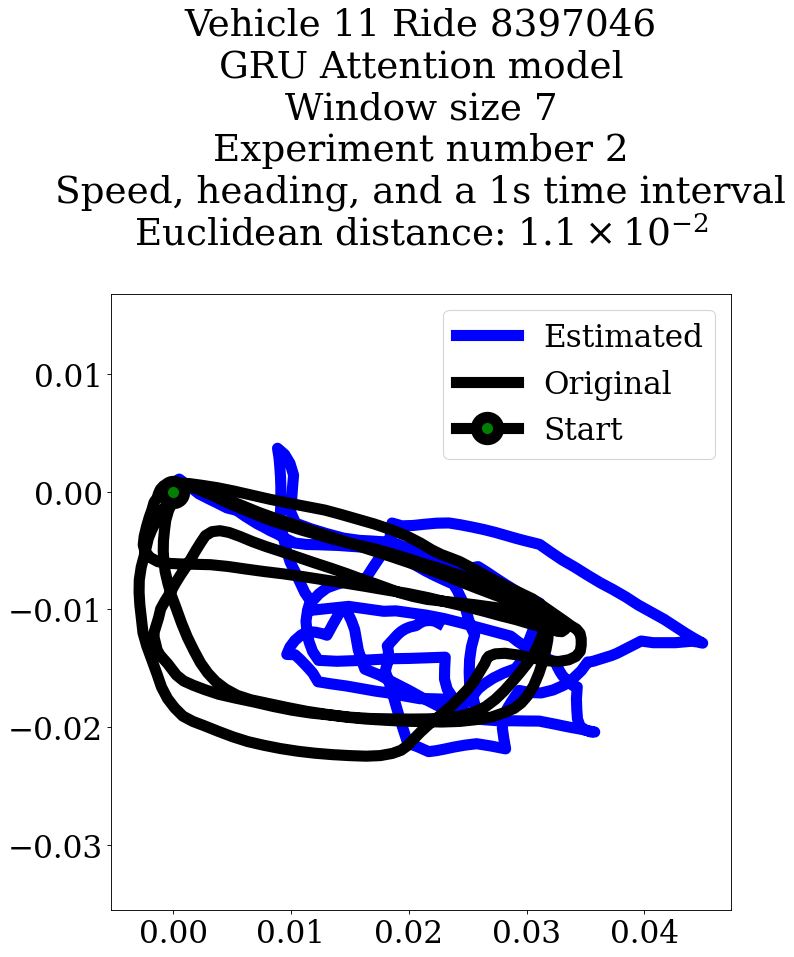 Vehicle 11 Ride 8397046
GRU Attention model
Window size 7
Experiment number 2
Speed, heading, and a 1s time interval
Euclidean distance: 1.1 × 10⁻²
Estimated
Original
Start
0.01
0.00
−0.01
−0.02
−0.03
0.00 0.01 0.02 0.03 0.04